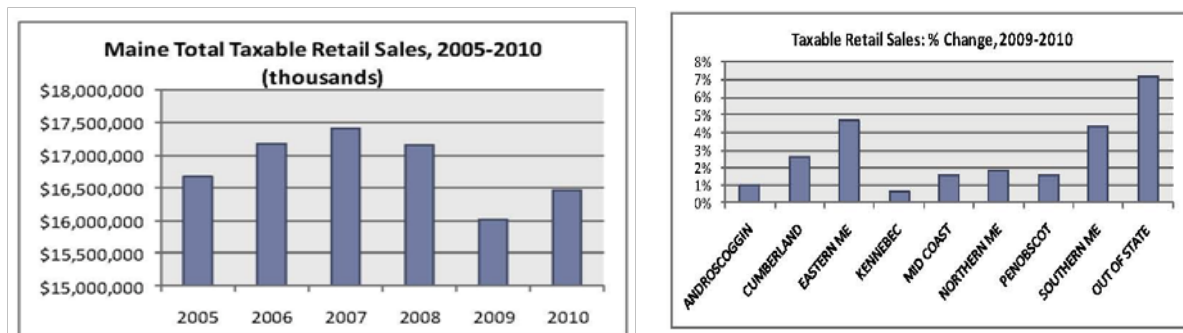 Maine Total Taxable Retail Sales, 2005-2010
(thousands)
$18,000,000
$17,500,000
$17,000,000
$16,500,000
$16,000,000
$15,500,000
$15,000,000
2005 2006 2007 2008 2009 2010
Taxable Retail Sales: % Change, 2009-2010
8%
7%
6%
5%
4%
3%
2%
1%
0%
ANDROSCOGGIN
CUMBERLAND
EASTERN ME
KENNEBEC
MID COAST
NORTHERN ME
PENOBSCOT
SOUTHERN ME
OUT OF STATE